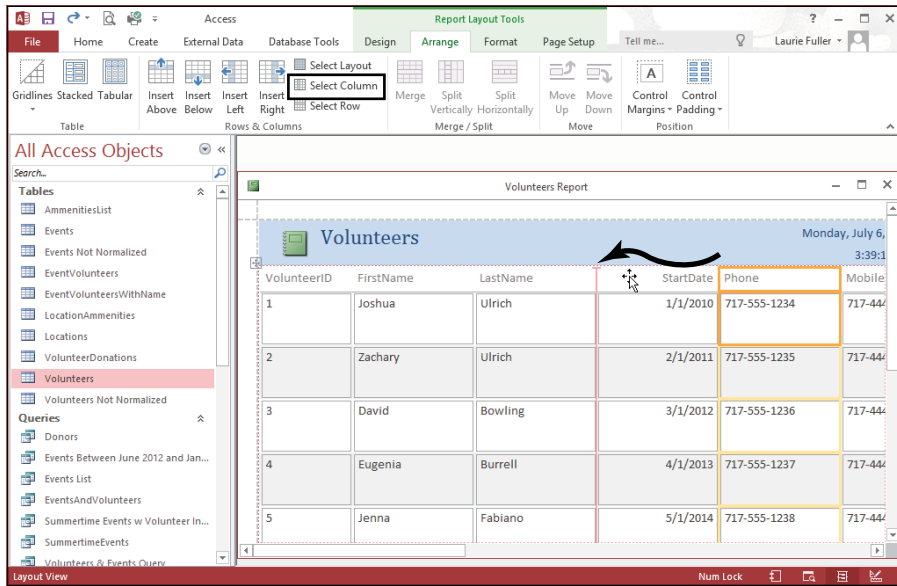 Access
Report Layout Tools
?
File Home Create External Data Database Tools Design Arrange Format Page Setup Tell me... Laurie Fuller
Gridlines Stacked Tabular
Insert Above Insert Below Insert Left Insert Right
Select Layout
Select Column
Select Row
Merge Split Vertically Split Horizontally
Move Up Move Down
A
Control Margins Control Padding
Table Rows & Columns Merge / Split Move Position
All Access Objects
Search...
Tables
AmmenitiesList
Events
Events Not Normalized
EventVolunteers
EventVolunteersWithName
LocationAmmenities
Locations
VolunteerDonations
Volunteers
Volunteers Not Normalized
Queries
Donors
Events Between June 2012 and Jan...
Events List
EventsAndVolunteers
Summertime Events w Volunteer In...
SummertimeEvents
Volunteers & Events Query
Volunteers Report
Volunteers
Monday, July 6,
3:39:1
VolunteerID FirstName LastName StartDate Phone Mobile
1 Joshua Ulrich 1/1/2010 717-555-1234 717-444
2 Zachary Ulrich 2/1/2011 717-555-1235 717-444
3 David Bowling 3/1/2012 717-555-1236 717-444
4 Eugenia Burrell 4/1/2013 717-555-1237 717-444
5 Jenna Fabiano 5/1/2014 717-555-1238 717-444
Layout View
Num Lock